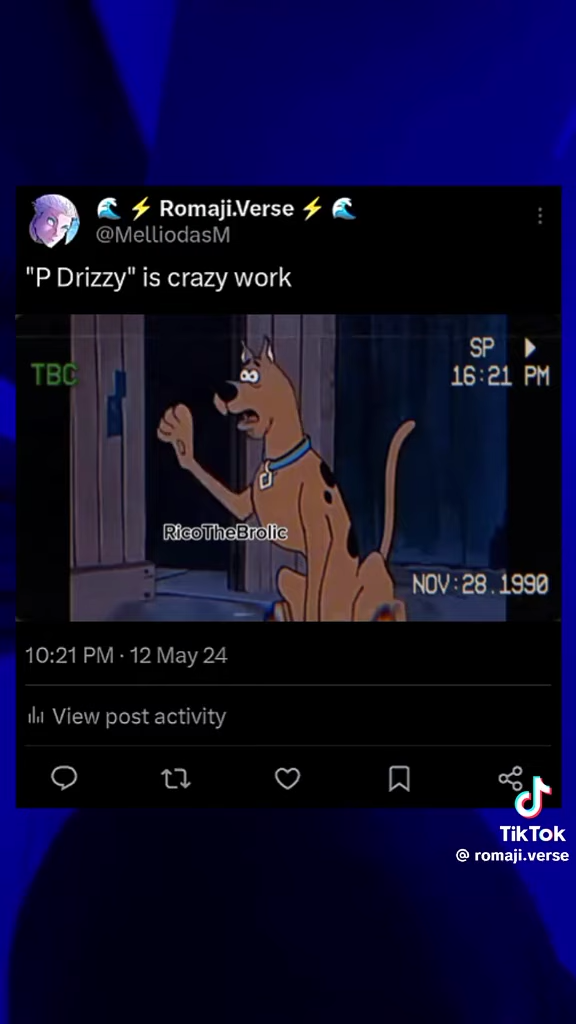 🌊 ⚡ Romaji.Verse ⚡ 🌊
@MelliodasM
"P Drizzy" is crazy work
SP
TBC
16:21 PM
RicoTheBrolic
NOV:28.1990
10:21 PM · 12 May 24
View post activity
TikTok
@ romaji.verse